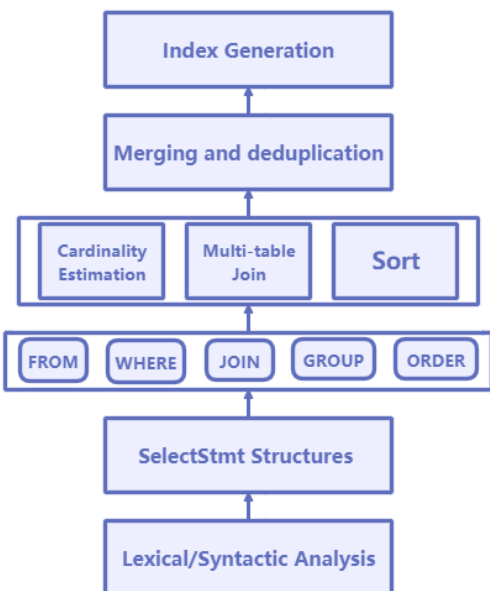 Index Generation
Merging and deduplication
Cardinality
Estimation
Multi-table
Join
Sort
FROM
WHERE
JOIN
GROUP
ORDER
SelectStmt Structures
Lexical/Syntactic Analysis